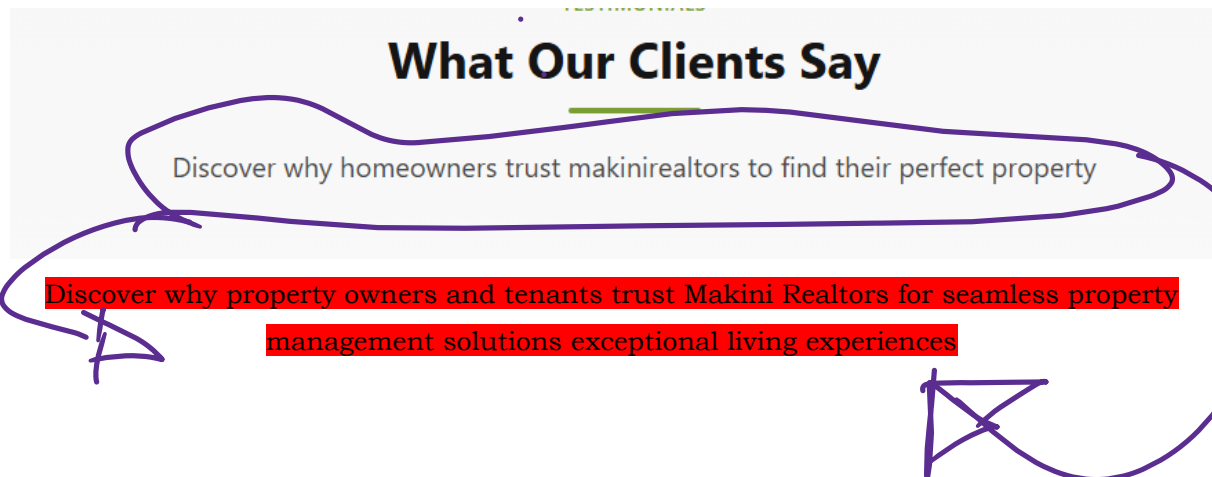 TESTIMONIALS
What Our Clients Say
Discover why homeowners trust makinirealtors to find their perfect property
Discover why property owners and tenants trust Makini Realtors for seamless property
management solutions exceptional living experiences